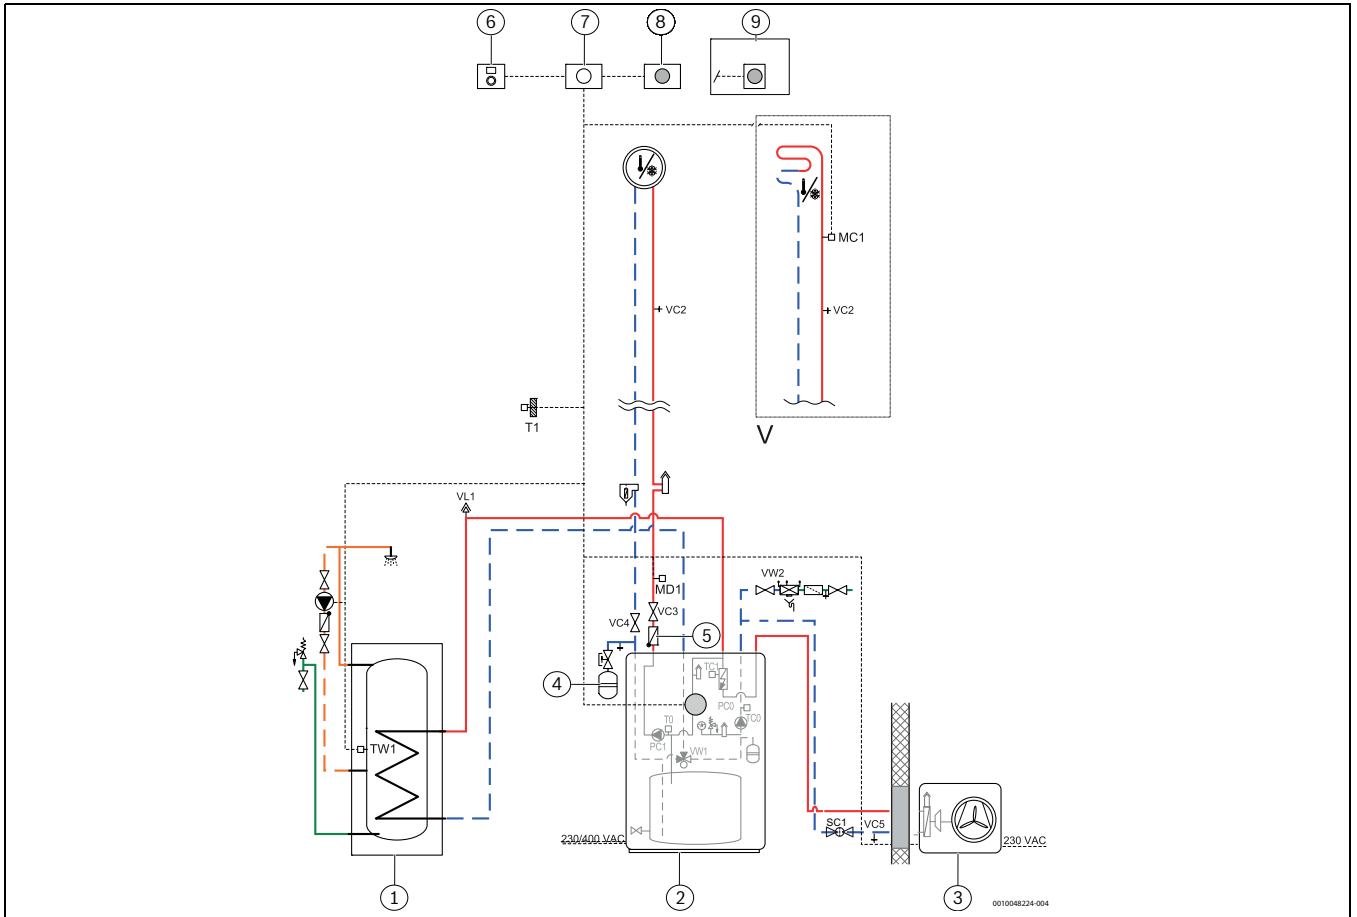 6
7
8
9
MC1
VC2
VC2
V
T1
VL1
MD1
VW2
VC4
VC3
5
TC1
4
PC0
T0
TC0
PC1
VW1
TW1
SC1
VC5
230/400 VAC
230 VAC
1
2
3
0010048224-004